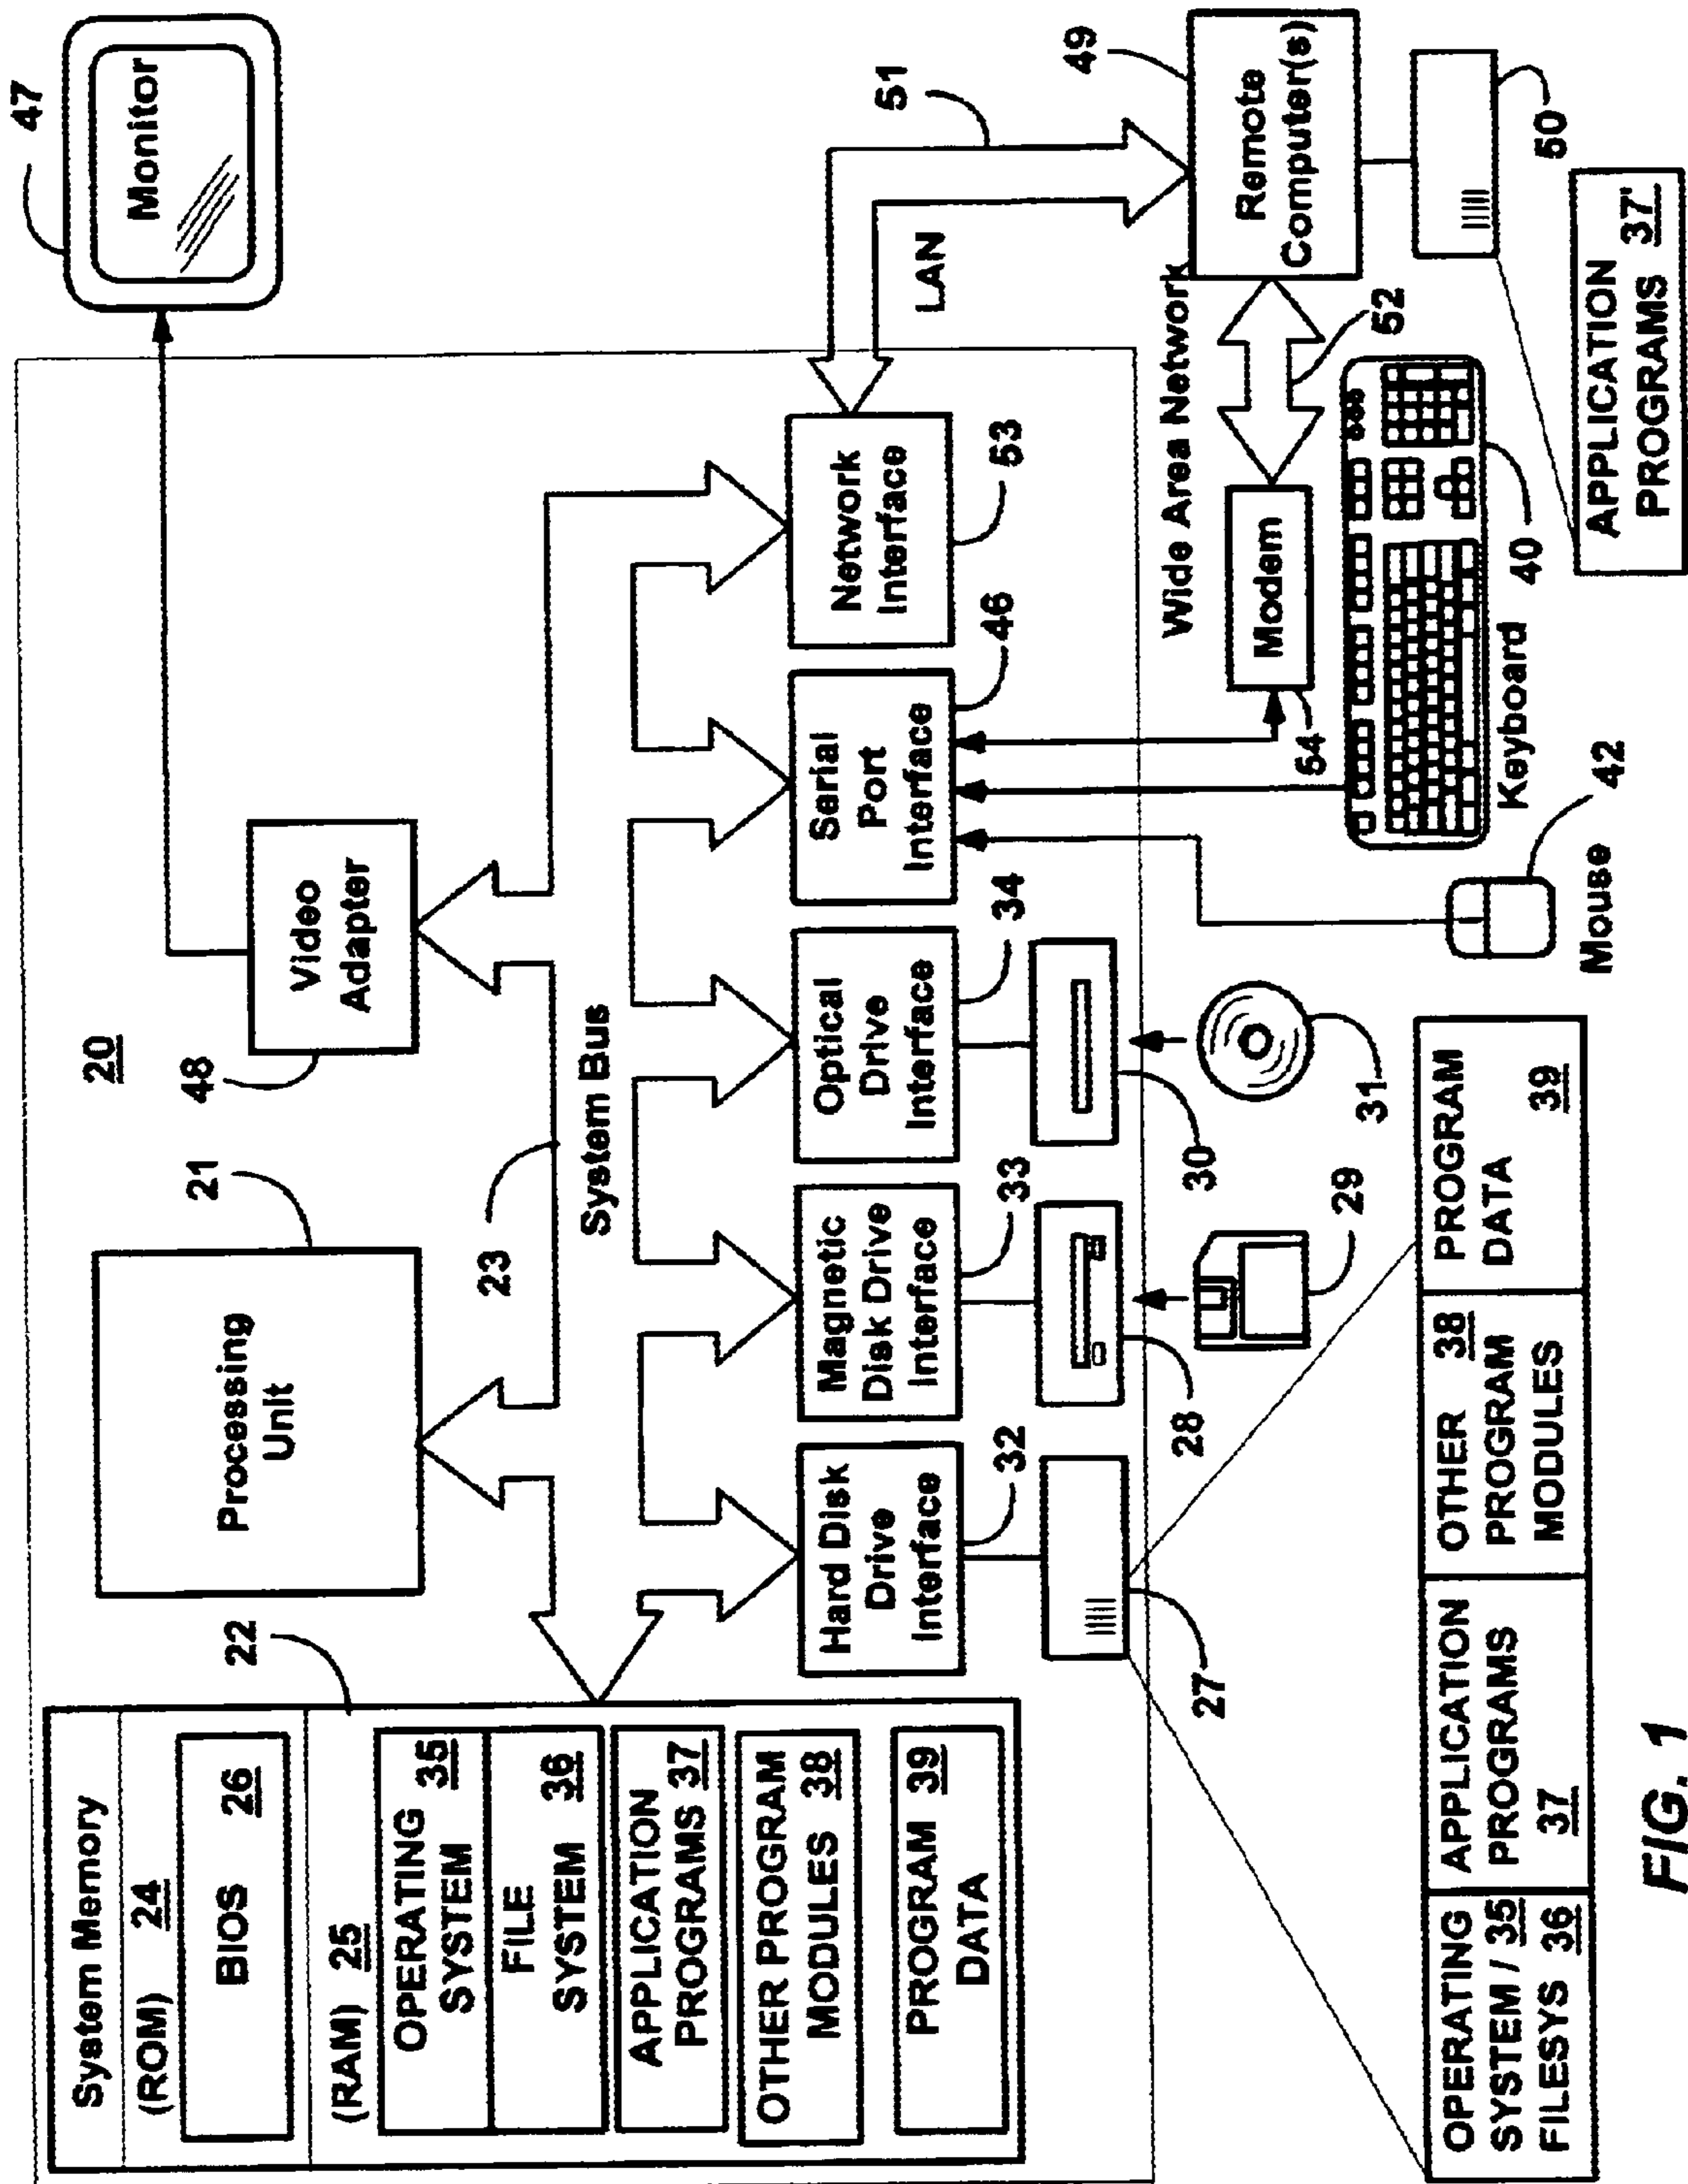 System Memory
(ROM) 24
BIOS 26
(RAM) 25
OPERATING
SYSTEM 35
FILE
SYSTEM 36
APPLICATION
PROGRAMS 37
OTHER PROGRAM
MODULES 38
PROGRAM 39
DATA
22
Processing
Unit
21
20
48
Video
Adapter
47
Monitor
23
System Bus
Hard Disk
Drive
Interface
32
Magnetic
Disk Drive
Interface
33
Optical
Drive
Interface
34
Serial
Port
Interface
46
Network
Interface
53
LAN
51
27
28
30
29
31
Wide Area Network
Modem
54
52
49
Remote
Computer(s)
50
Mouse
42
Keyboard
40
APPLICATION
PROGRAMS 37'
OPERATING
SYSTEM / 35
FILESYS 36
APPLICATION
PROGRAMS
37
OTHER 38
PROGRAM
MODULES
PROGRAM
DATA
39
FIG. 1